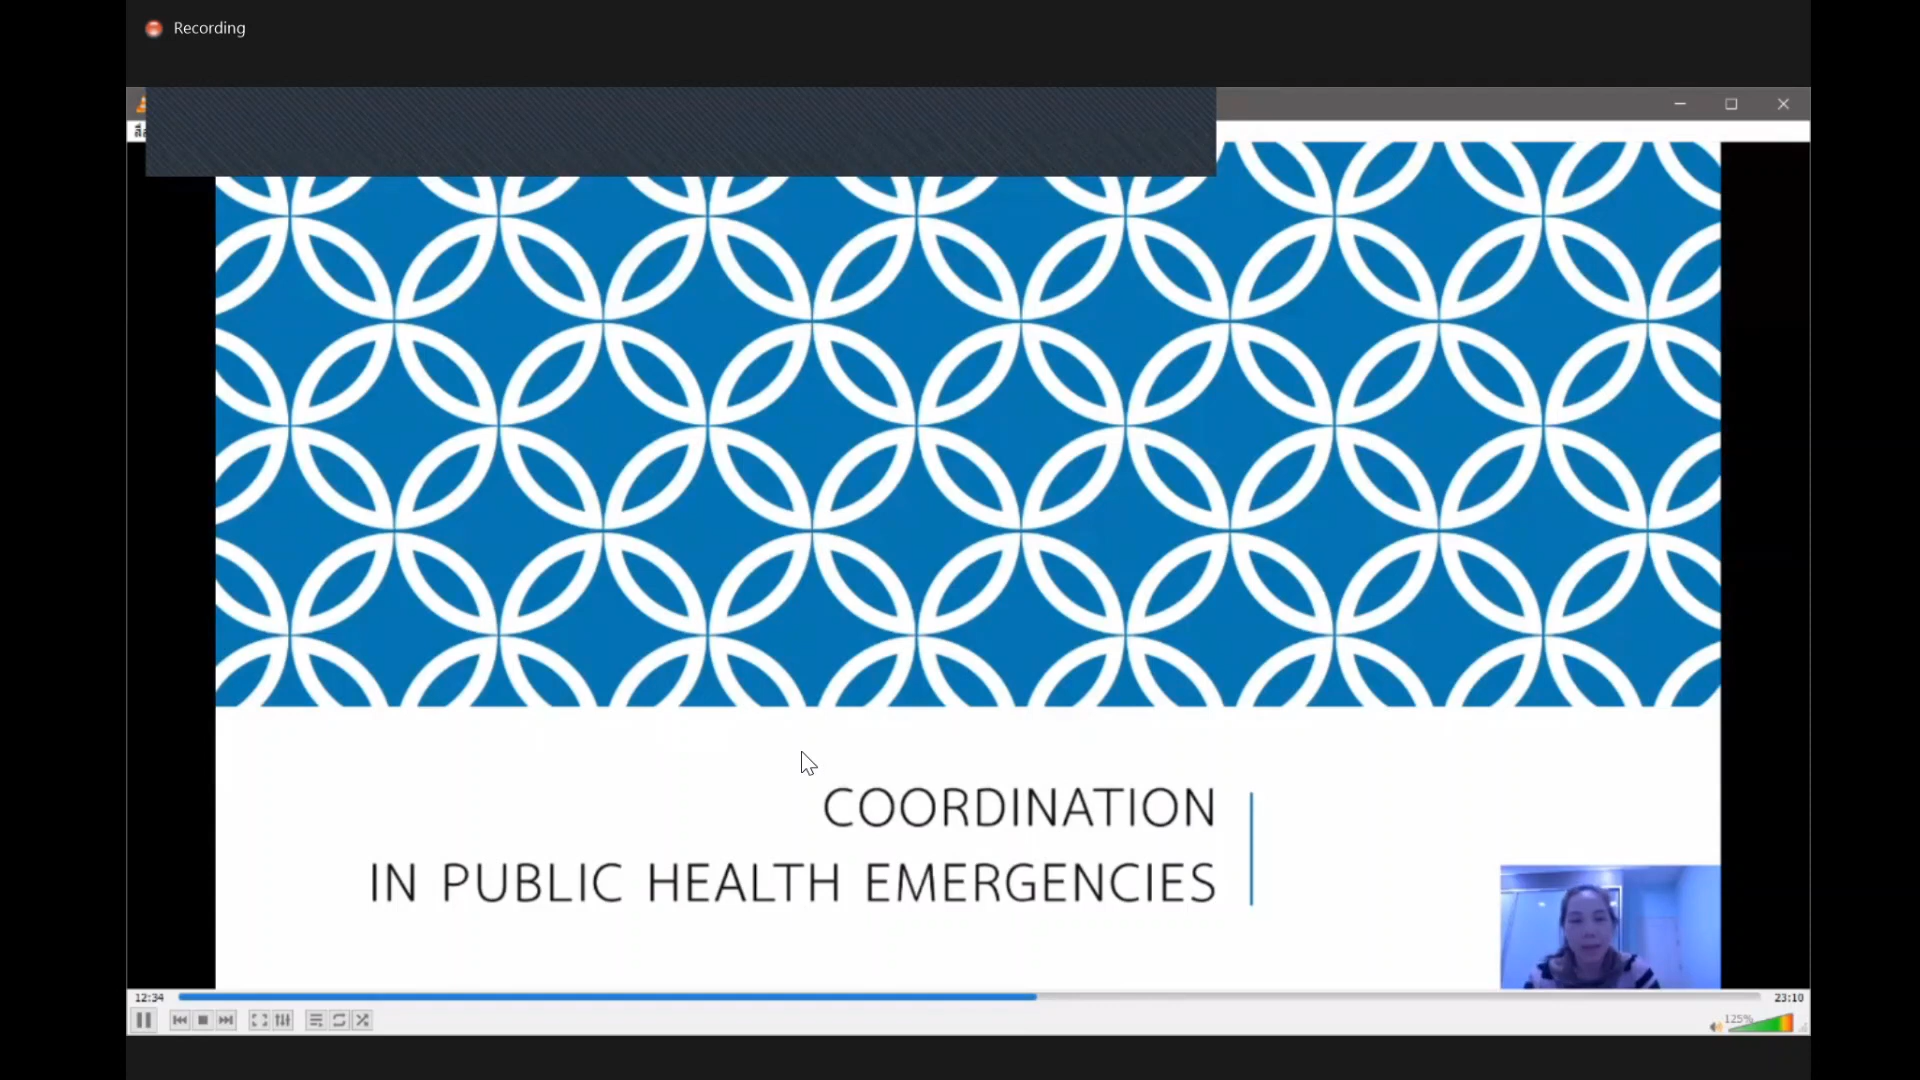 Recording
COORDINATION
IN PUBLIC HEALTH EMERGENCIES
12:34
23:10
125%